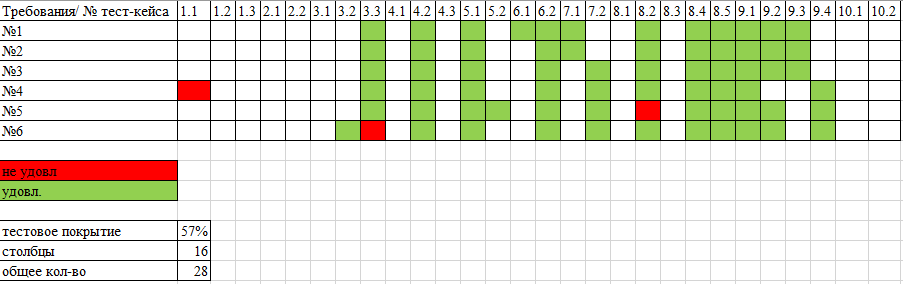 Требования/ № тест-кейса 1.1 1.2 1.3 2.1 2.2 3.1 3.2 3.3 4.1 4.2 4.3 5.1 5.2 6.1 6.2 7.1 7.2 8.1 8.2 8.3 8.4 8.5 9.1 9.2 9.3 9.4 10.1 10.2
№1
№2
№3
№4
№5
№6
не удовл
удовл.
тестовое покрытие 57%
столбцы 16
общее кол-во 28